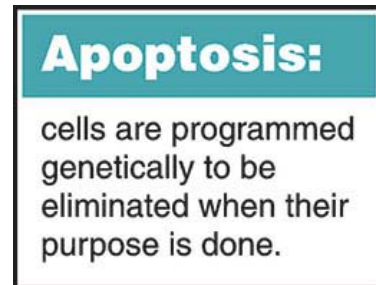 Apoptosis:
cells are programmed
genetically to be
eliminated when their
purpose is done.